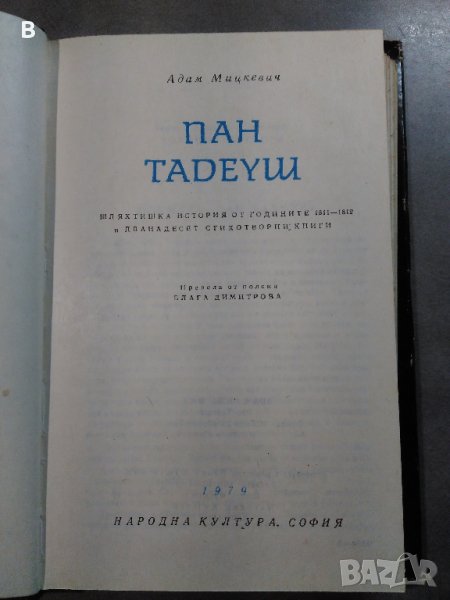 B
Адам Мицкевич
ПАН
ТАДЕУШ
ШЛЯХТИШКА ИСТОРИЯ ОТ ГОДИНИТЕ 1811—1812
в ДВАНАДЕСЕТ СТИХОТВОРНИ КНИГИ
Превела от полски
БЛАГА ДИМИТРОВА
1979
НАРОДНА КУЛТУРА, СОФИЯ
BAZAR